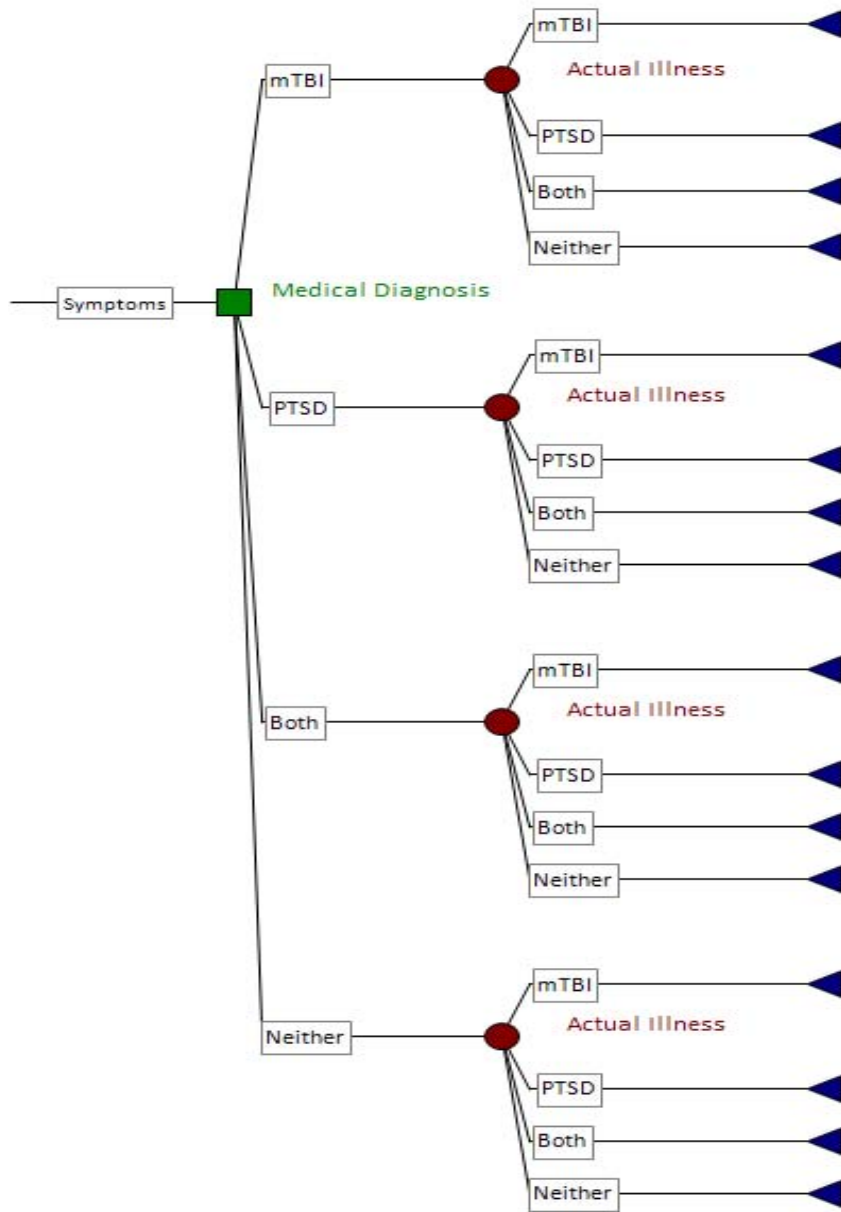 mTBI
Actual Illness
mTBI
PTSD
Both
Neither
Medical Diagnosis
Symptoms
mTBI
Actual Illness
PTSD
PTSD
Both
Neither
mTBI
Actual Illness
Both
PTSD
Both
Neither
mTBI
Actual Illness
Neither
PTSD
Both
Neither